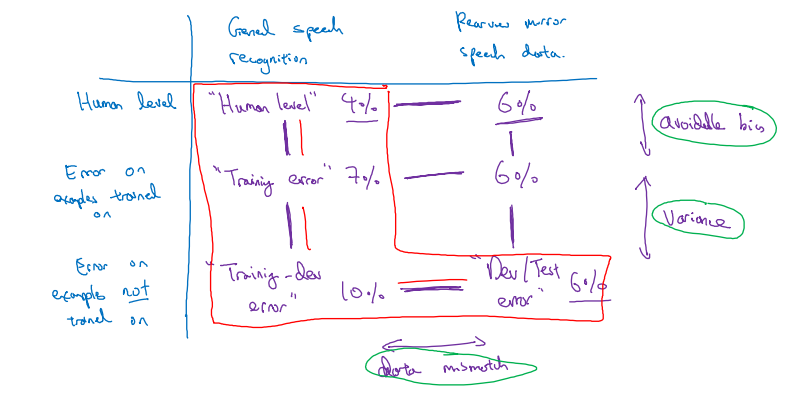 General speech
recognition
Rearview mirror
speech data.
Human level
"Human level" 4%
6%
avoidable bias
Error on
examples trained
on
"Training error" 7%
6%
Variance
Error on
examples not
trained on
"Training-dev
error" 10%
"Dev/Test
error" 6%
data mismatch